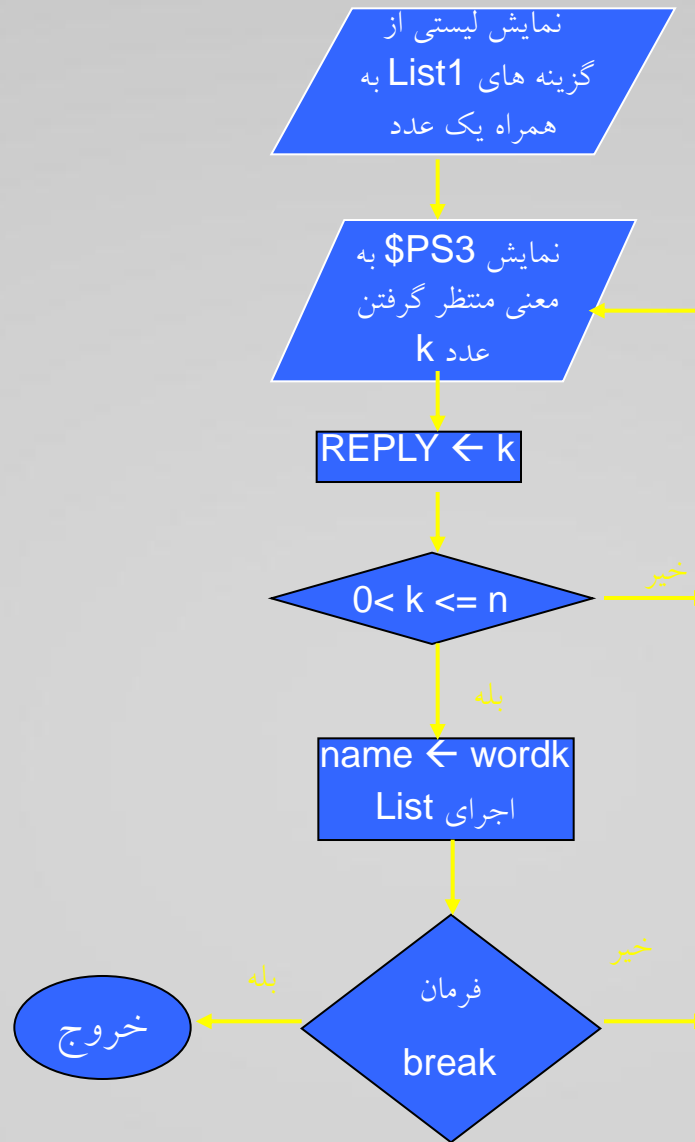 نمایش لیستی از
گزینه های List1 به
همراه یک عدد
نمایش $PS3 به
معنی منتظر گرفتن
عدد k
REPLY ← k
0< k <= n
خیر
بله
name ← wordk
اجرای List
فرمان
break
خیر
بله
خروج